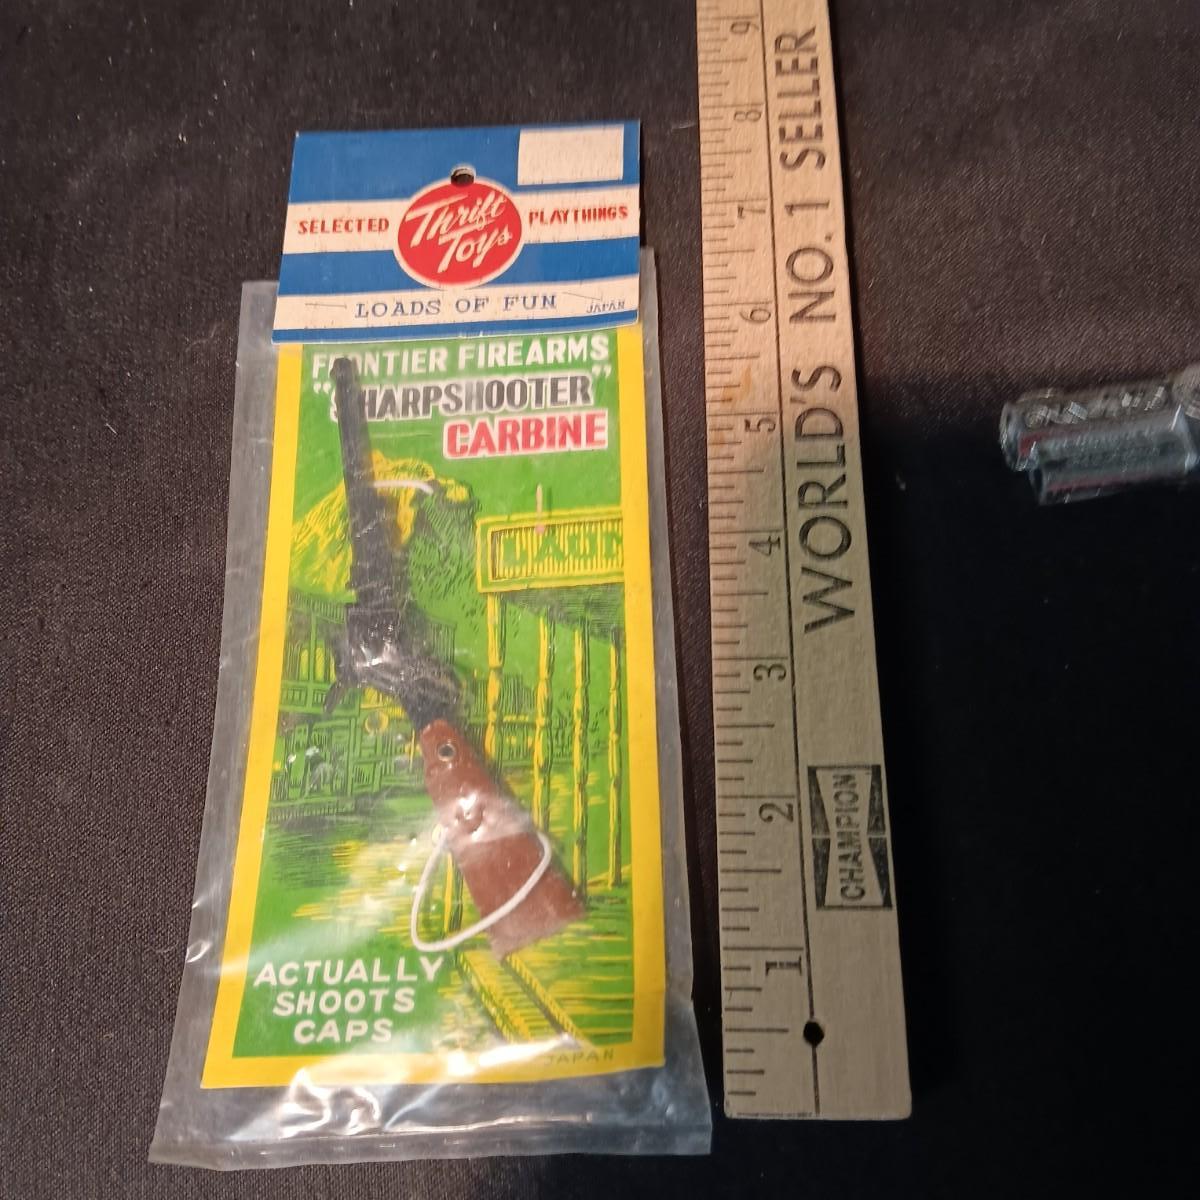 SELECTED Thrift Toys PLAYTHINGS
LOADS OF FUN JAPAN
FRONTIER FIREARMS
"SHARPSHOOTER"
CARBINE
ACTUALLY
SHOOTS
CAPS
JAPAN
WORLD'S NO. 1 SELLER
CHAMPION
1
2
3
4
5
6
7
8
9